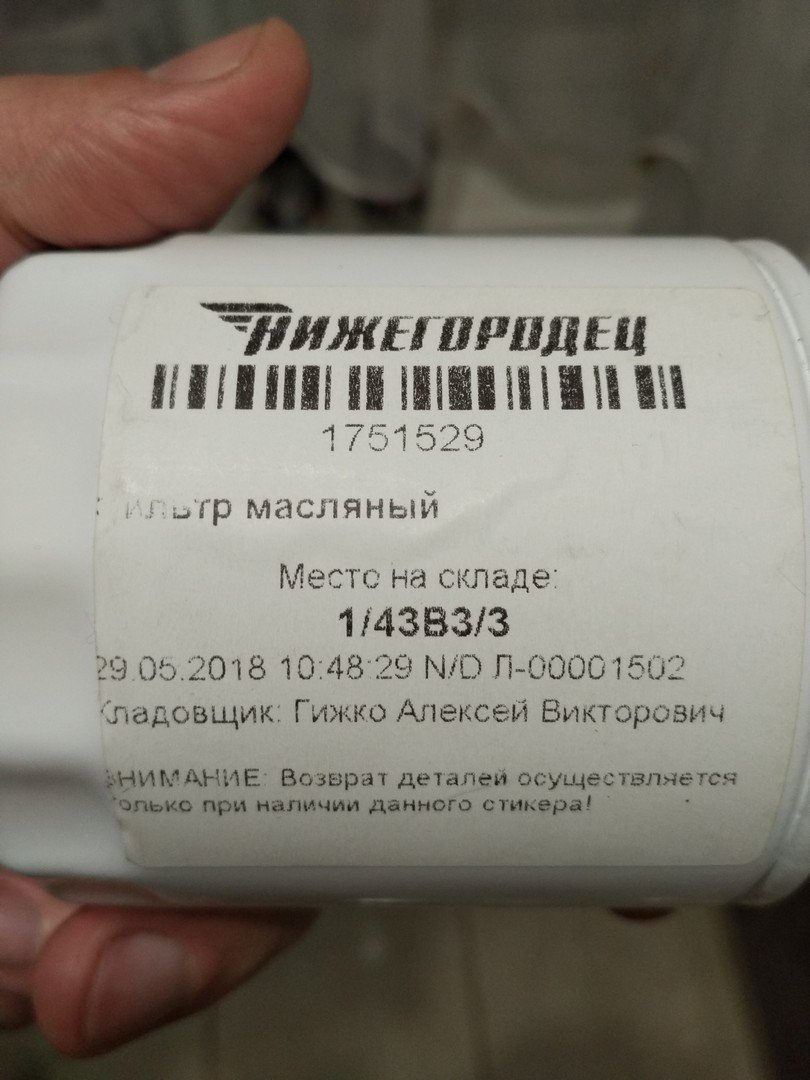 НИЖЕГОРОДЕЦ
1751529
Фильтр масляный
Место на складе:
1/43В3/3
29.05.2018 10:48:29 N/D Л-00001502
Кладовщик: Гижко Алексей Викторович
ВНИМАНИЕ: Возврат деталей осуществляется
только при наличии данного стикера!